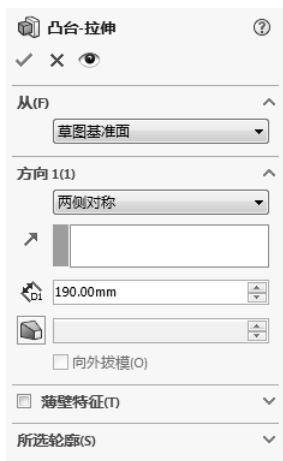 凸台-拉伸
从(F)
草图基准面
方向1(1)
两侧对称
D1 190.00mm
向外拔模(O)
薄壁特征(T)
所选轮廓(S)